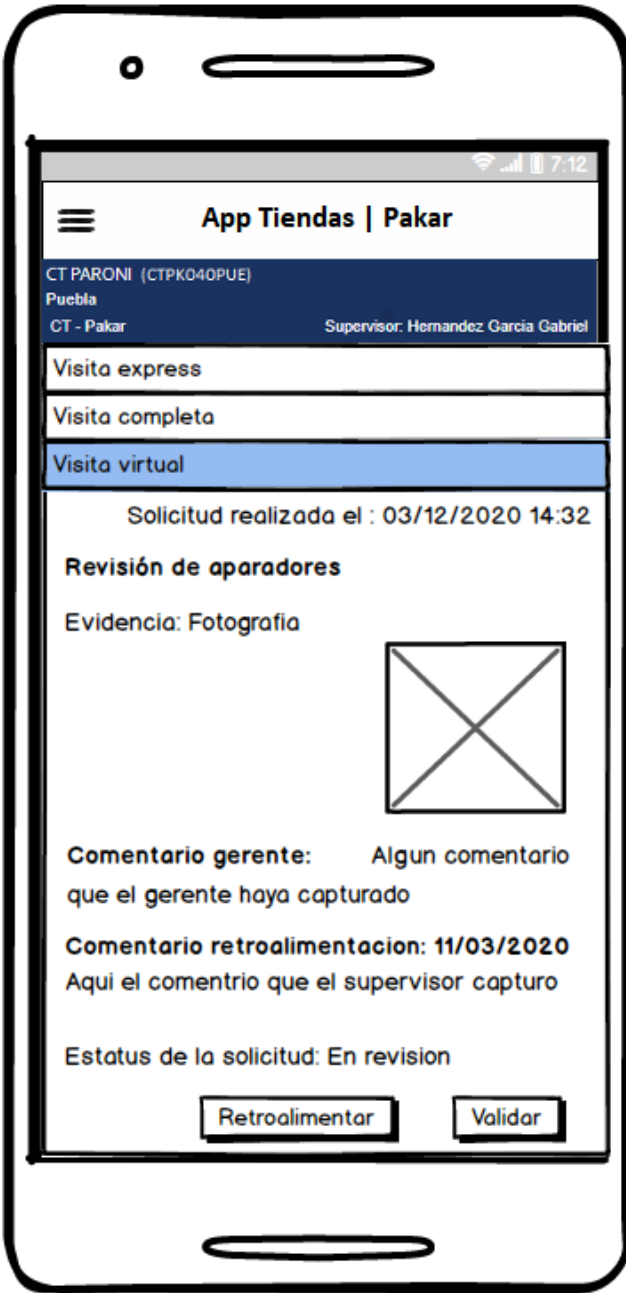 7:12
App Tiendas | Pakar
CT PARONI (CTPK040PUE)
Puebla
CT - Pakar Supervisor: Hernandez Garcia Gabriel
Visita express
Visita completa
Visita virtual
Solicitud realizada el : 03/12/2020 14:32
Revisión de aparadores
Evidencia: Fotografia
Comentario gerente: Algun comentario
que el gerente haya capturado
Comentario retroalimentacion: 11/03/2020
Aqui el comentrio que el supervisor capturo
Estatus de la solicitud: En revision
Retroalimentar Validar